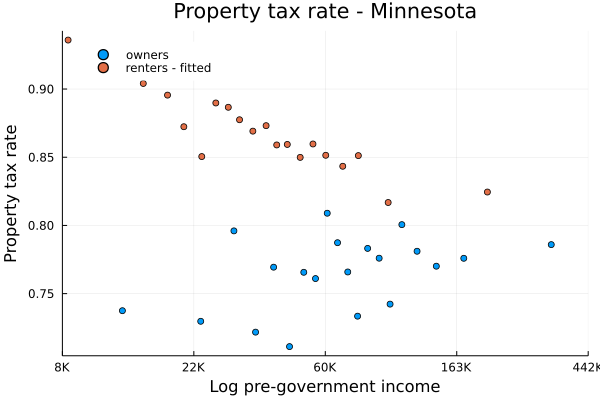 Property tax rate - Minnesota
owners
renters - fitted
0.90
0.85
0.80
0.75
Property tax rate
8K 22K 60K 163K 442K
Log pre-government income